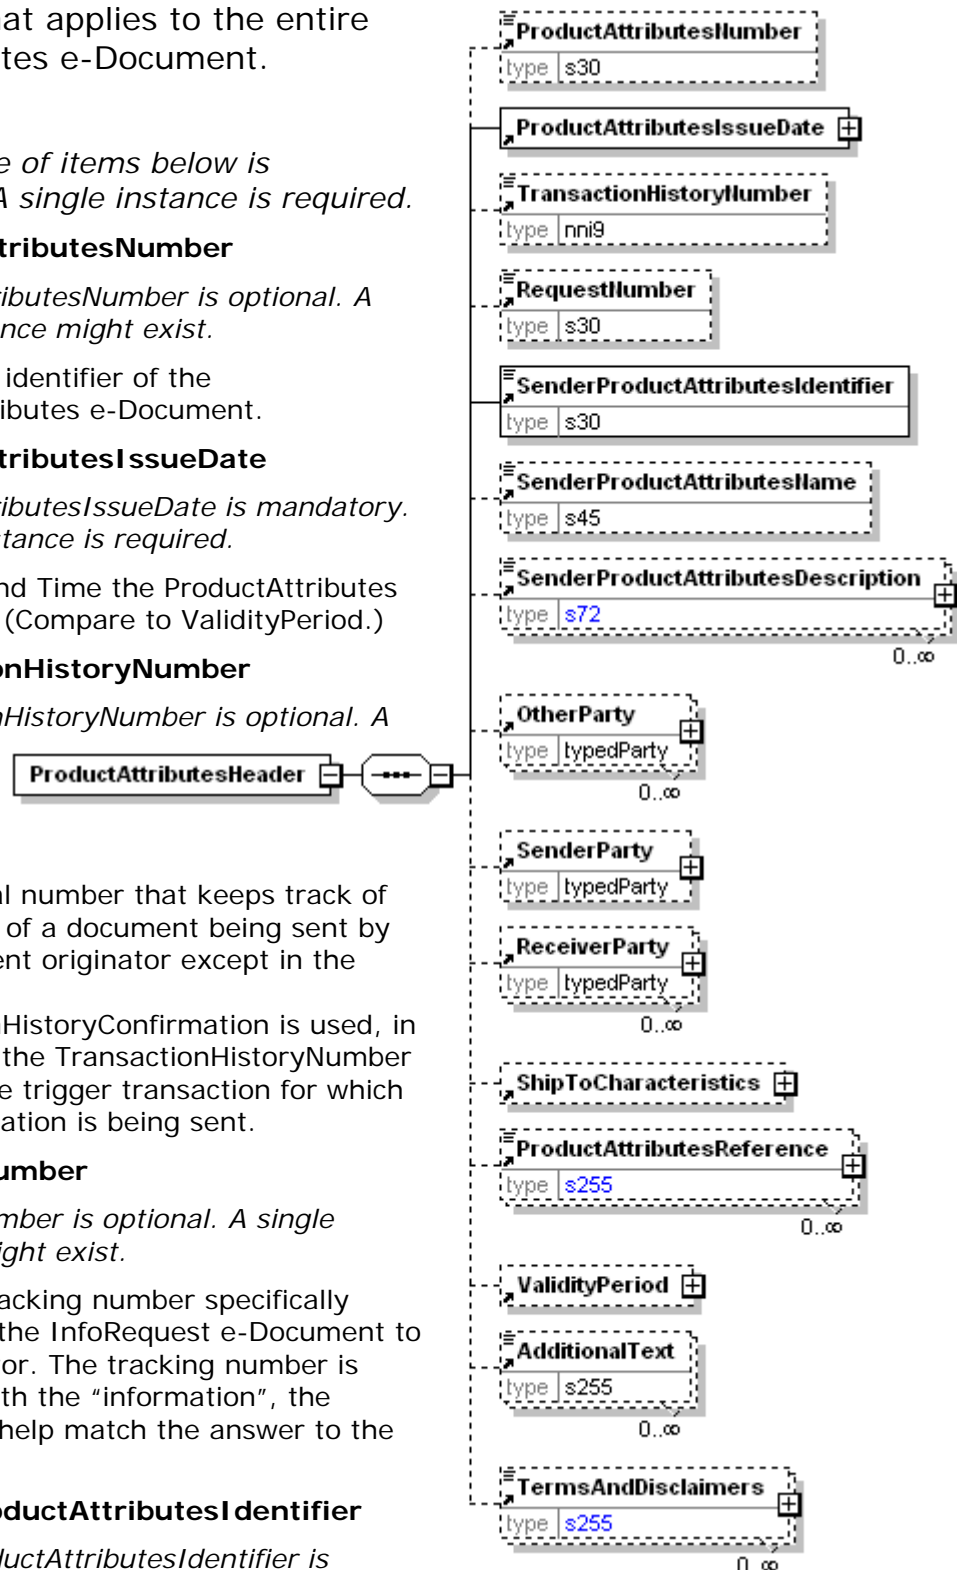 at applies to the entire
tes e-Document.
e of items below is
A single instance is required.
tributesNumber
ributesNumber is optional. A
nce might exist.
identifier of the
ributes e-Document.
tributesIssueDate
ributesIssueDate is mandatory.
stance is required.
nd Time the ProductAttributes
(Compare to ValidityPeriod.)
onHistoryNumber
nHistoryNumber is optional. A
ProductAttributesHeader
al number that keeps track of
of a document being sent by
ent originator except in the
nHistoryConfirmation is used, in
the TransactionHistoryNumber
e trigger transaction for which
ation is being sent.
umber
mber is optional. A single
ight exist.
acking number specifically
the InfoRequest e-Document to
or. The tracking number is
th the “information”, the
help match the answer to the
oductAttributesIdentifier
ductAttributesIdentifier is
ProductAttributesNumber
type s30
ProductAttributesIssueDate
TransactionHistoryNumber
type nni9
RequestNumber
type s30
SenderProductAttributesIdentifier
type s30
SenderProductAttributesName
type s45
SenderProductAttributesDescription
type s72
0..∞
OtherParty
type typedParty
0..∞
SenderParty
type typedParty
ReceiverParty
type typedParty
0..∞
ShipToCharacteristics
ProductAttributesReference
type s255
0..∞
ValidityPeriod
AdditionalText
type s255
0..∞
TermsAndDisclaimers
type s255
0..∞